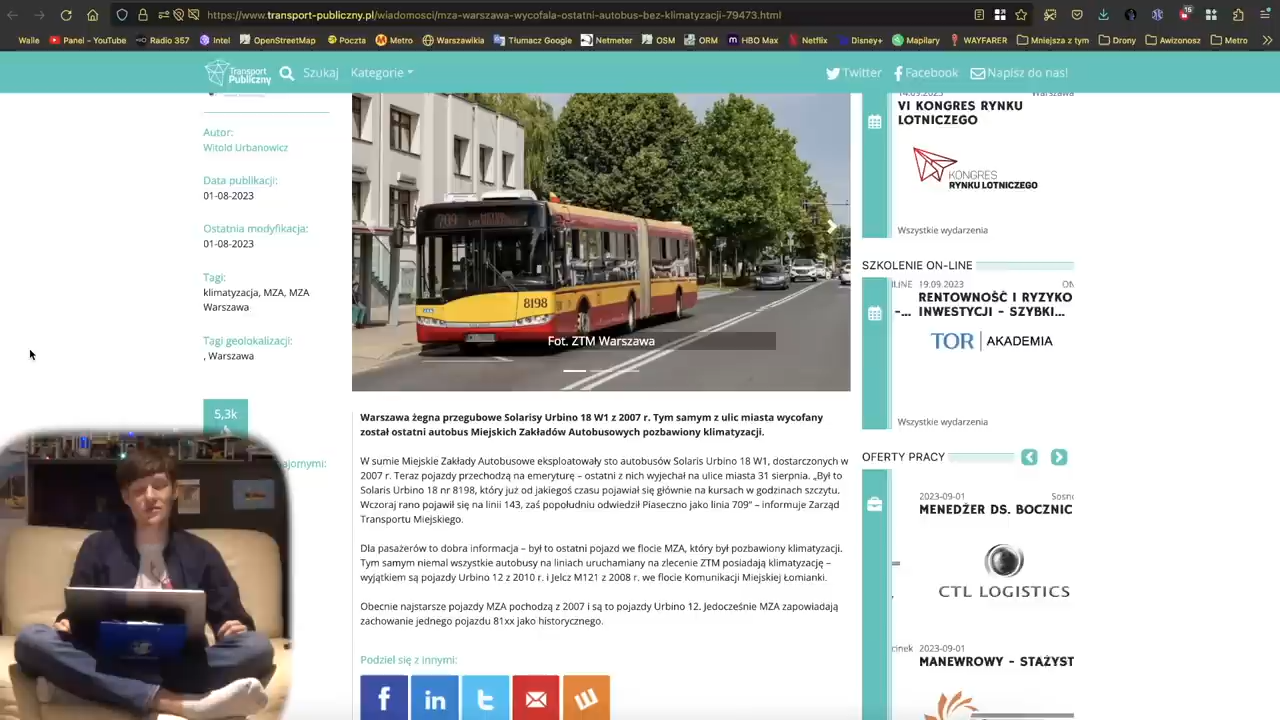 https://www.transport-publiczny.pl/wiadomosci/mza-warszawa-wycofala-ostatni-autobus-bez-klimatyzacji-79473.html
15
Walle
Panel - YouTube
Radio 357
Intel
OpenStreetMap
Poczta
Metro
Warszawikia
Tłumacz Google
Netmeter
OSM
ORM
HBO Max
Netflix
Disney+
Mapilary
WAYFARER
Mniejsza z tym
Drony
Awizonosz
Metro
Transport
Publiczny
Szukaj
Kategorie
Twitter
Facebook
Napisz do nas!
Autor:
Witold Urbanowicz
Data publikacji:
01-08-2023
Ostatnia modyfikacja:
01-08-2023
Tagi:
klimatyzacja, MZA, MZA
Warszawa
Tagi geolokalizacji:
, Warszawa
5,3k
ajomymi:
709
8198
Fot. ZTM Warszawa
Warszawa żegna przegubowe Solarisy Urbino 18 W1 z 2007 r. Tym samym z ulic miasta wycofany
został ostatni autobus Miejskich Zakładów Autobusowych pozbawiony klimatyzacji.
W sumie Miejskie Zakłady Autobusowe eksploatowały sto autobusów Solaris Urbino 18 W1, dostarczonych w
2007 r. Teraz pojazdy przechodzą na emeryturę – ostatni z nich wyjechał na ulice miasta 31 sierpnia. „Był to
Solaris Urbino 18 nr 8198, który już od jakiegoś czasu pojawiał się głównie na kursach w godzinach szczytu.
Wczoraj rano pojawił się na linii 143, zaś popołudniu odwiedził Piaseczno jako linia 709” – informuje Zarząd
Transportu Miejskiego.
Dla pasażerów to dobra informacja – był to ostatni pojazd we flocie MZA, który był pozbawiony klimatyzacji.
Tym samym niemal wszystkie autobusy na liniach uruchamiany na zlecenie ZTM posiadają klimatyzację –
wyjątkiem są pojazdy Urbino 12 z 2010 r. i Jelcz M121 z 2008 r. we flocie Komunikacji Miejskiej Łomianki.
Obecnie najstarsze pojazdy MZA pochodzą z 2007 i są to pojazdy Urbino 12. Jedocześnie MZA zapowiadają
zachowanie jednego pojazdu 81xx jako historycznego.
Podziel się z innymi:
14.09.2023
Warszawa
VI KONGRES RYNKU
LOTNICZEGO
KONGRES
RYNKU LOTNICZEGO
Wszystkie wydarzenia
SZKOLENIE ON-LINE
19.09.2023
ON
RENTOWNOŚĆ I RYZYKO
-... INWESTYCJI - SZYBKI...
TOR AKADEMIA
Wszystkie wydarzenia
OFERTY PRACY
2023-09-01
Sosno
MENEDŻER DS. BOCZNIC
CTL LOGISTICS
2023-09-01
MANEWROWY - STAŻYST